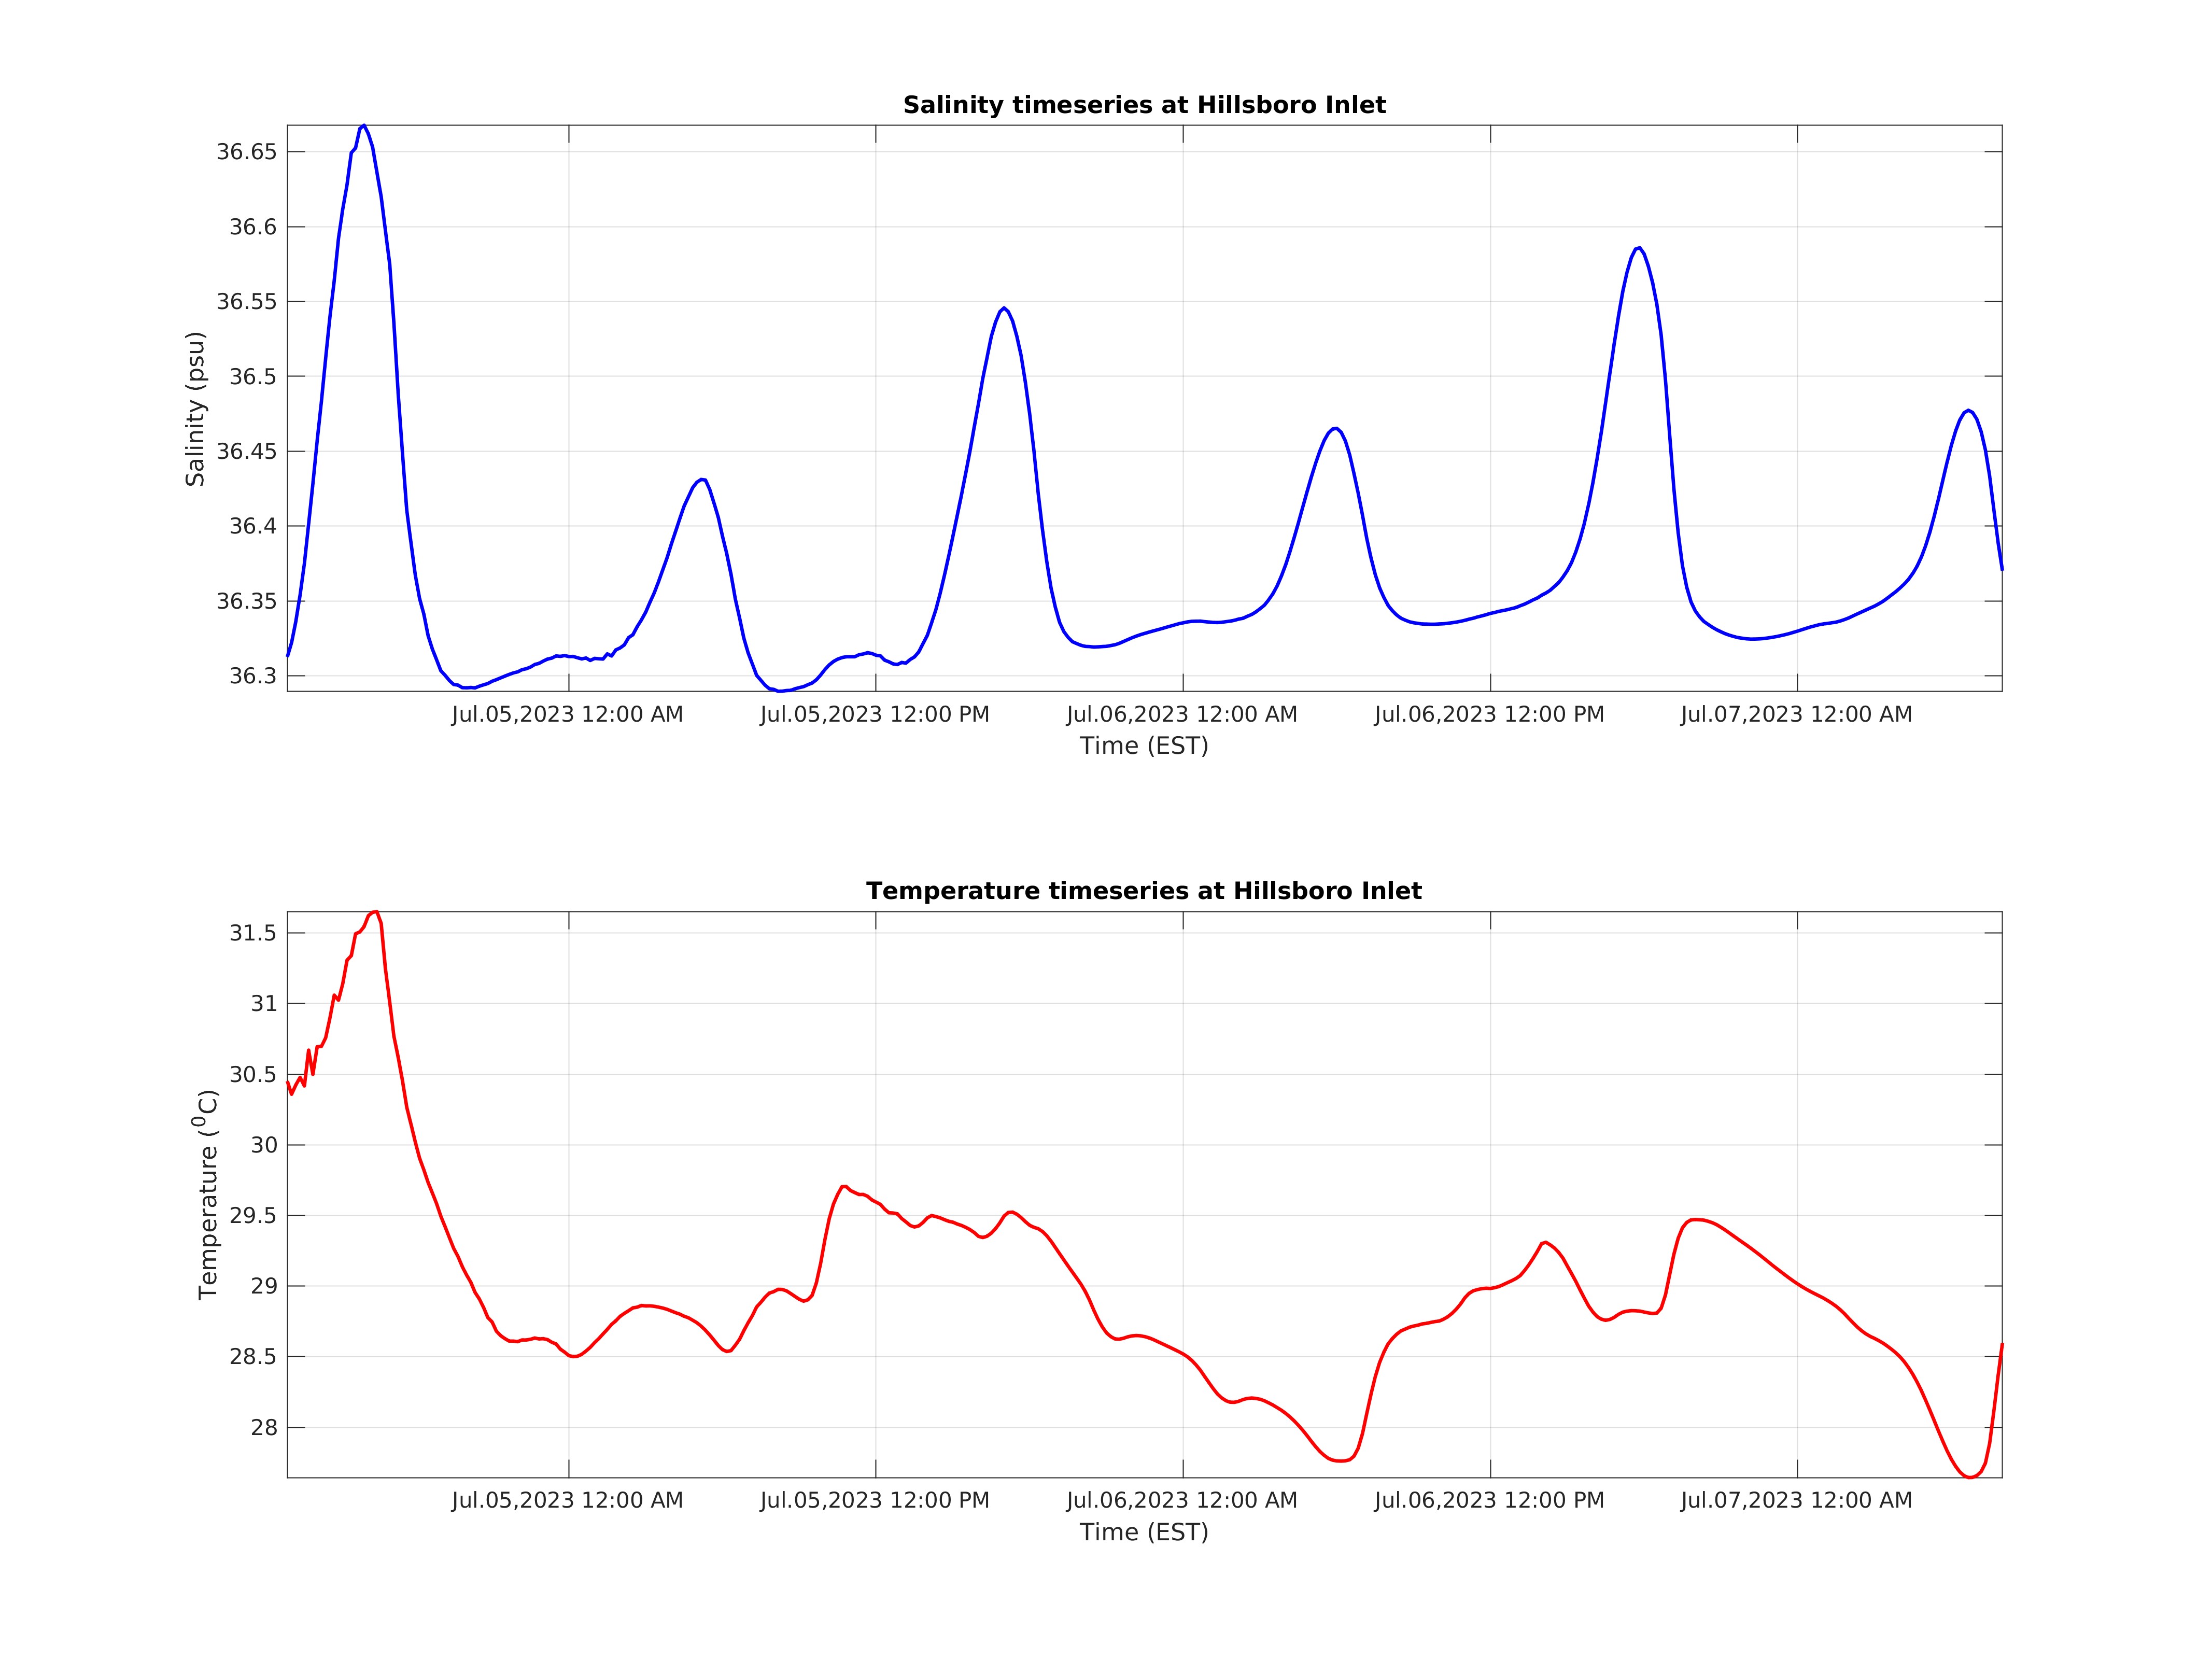 Salinity timeseries at Hillsboro Inlet
36.65
36.6
36.55
36.5
36.45
36.4
36.35
36.3
Salinity (psu)
Jul.05,2023 12:00 AM Jul.05,2023 12:00 PM Jul.06,2023 12:00 AM Jul.06,2023 12:00 PM Jul.07,2023 12:00 AM
Time (EST)
Temperature timeseries at Hillsboro Inlet
31.5
31
30.5
30
29.5
29
28.5
28
Temperature (⁰C)
Jul.05,2023 12:00 AM Jul.05,2023 12:00 PM Jul.06,2023 12:00 AM Jul.06,2023 12:00 PM Jul.07,2023 12:00 AM
Time (EST)